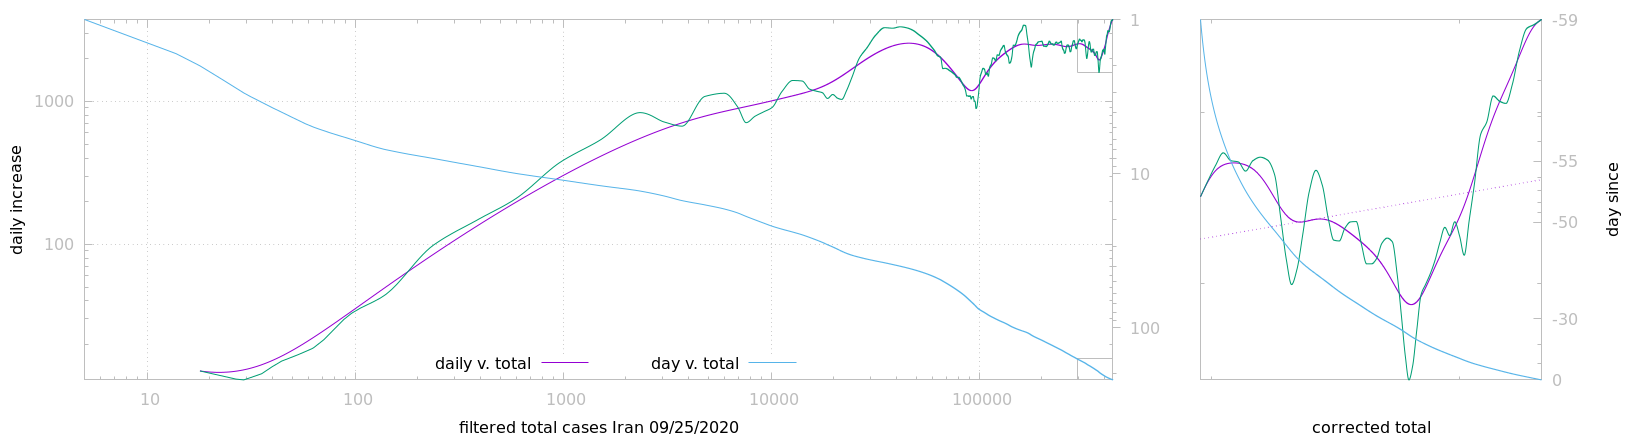 daily increase
1000
100
daily v. total
day v. total
1
10
100
10
100
1000
10000
100000
filtered total cases Iran 09/25/2020
-59
-55
-50
-30
0
day since
corrected total